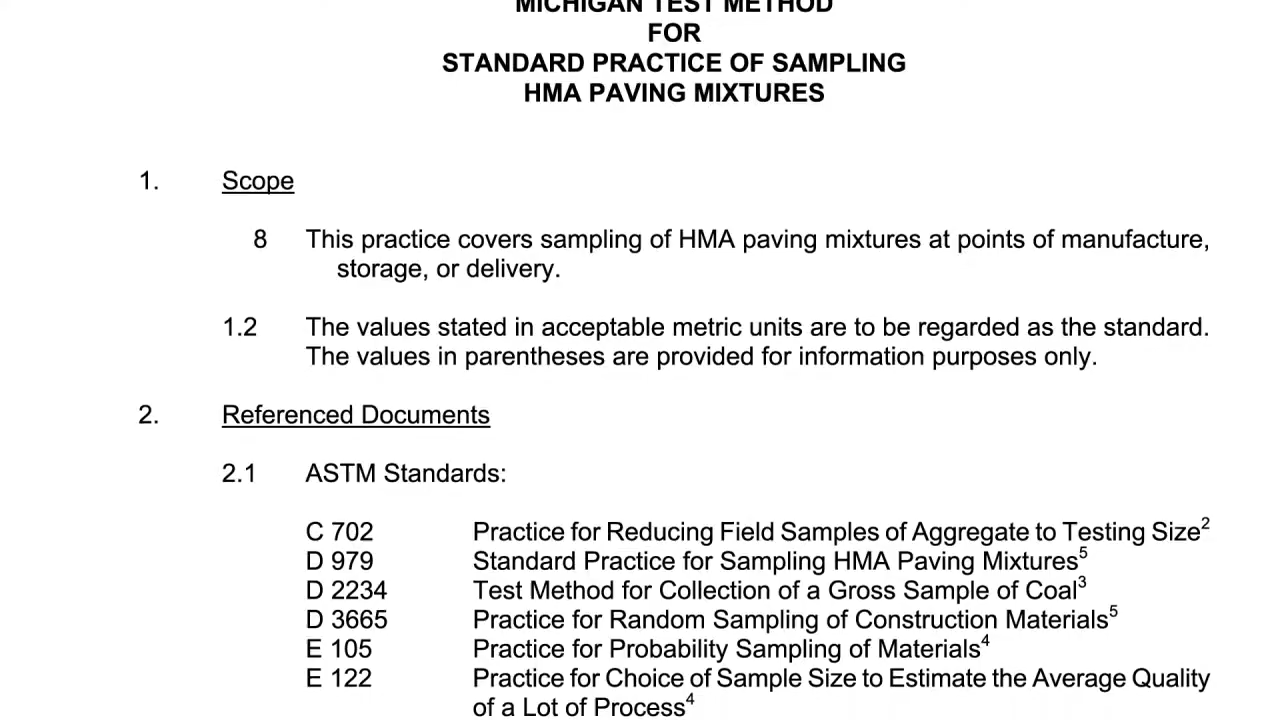 MICHIGAN TEST METHOD
FOR
STANDARD PRACTICE OF SAMPLING
HMA PAVING MIXTURES
1. Scope
8 This practice covers sampling of HMA paving mixtures at points of manufacture,
storage, or delivery.
1.2 The values stated in acceptable metric units are to be regarded as the standard.
The values in parentheses are provided for information purposes only.
2. Referenced Documents
2.1 ASTM Standards:
C 702 Practice for Reducing Field Samples of Aggregate to Testing Size²
D 979 Standard Practice for Sampling HMA Paving Mixtures⁵
D 2234 Test Method for Collection of a Gross Sample of Coal³
D 3665 Practice for Random Sampling of Construction Materials⁵
E 105 Practice for Probability Sampling of Materials⁴
E 122 Practice for Choice of Sample Size to Estimate the Average Quality
of a Lot of Process⁴